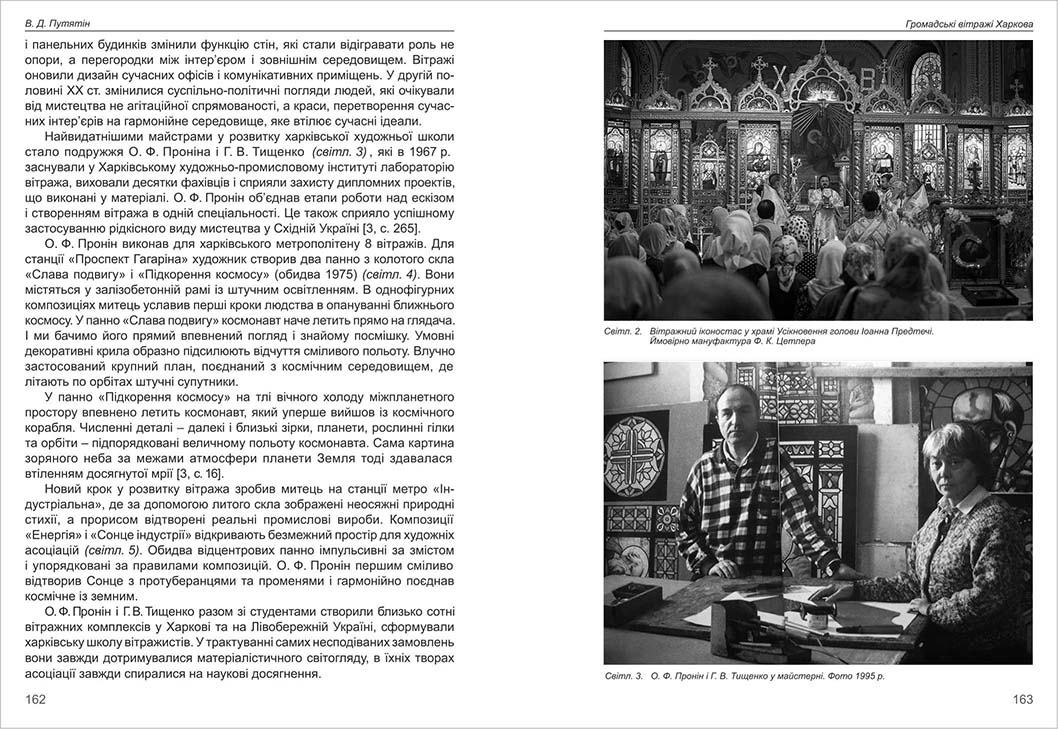 В. Д. Путятін
і панельних будинків змінили функцію стін, які стали відігравати роль не
опори, а перегородки між інтер’єром і зовнішнім середовищем. Вітражі
оновили дизайн сучасних офісів і комунікативних приміщень. У другій по-
ловині ХХ ст. змінилися суспільно-політичні погляди людей, які очікували
від мистецтва не агітаційної спрямованості, а краси, перетворення сучас-
них інтер’єрів на гармонійне середовище, яке втілює сучасні ідеали.
Найвидатнішими майстрами у розвитку харківської художньої школи
стало подружжя О. Ф. Проніна і Г. В. Тищенко (світл. 3), які в 1967 р.
заснували у Харківському художньо-промисловому інституті лабораторію
вітража, виховали десятки фахівців і сприяли захисту дипломних проектів,
що виконані у матеріалі. О. Ф. Пронін об’єднав етапи роботи над ескізом
і створенням вітража в одній спеціальності. Це також сприяло успішному
застосуванню рідкісного виду мистецтва у Східній Україні [3, с. 265].
О. Ф. Пронін виконав для харківського метрополітену 8 вітражів. Для
станції «Проспект Гагаріна» художник створив два панно з колотого скла
«Слава подвигу» і «Підкорення космосу» (обидва 1975) (світл. 4). Вони
містяться у залізобетонній рамі із штучним освітленням. В однофігурних
композиціях митець уславив перші кроки людства в опануванні ближнього
космосу. У панно «Слава подвигу» космонавт наче летить прямо на глядача.
І ми бачимо його прямий впевнений погляд і знайому посмішку. Умовні
декоративні крила образно підсилюють відчуття сміливого польоту. Влучно
застосований крупний план, поєднаний з космічним середовищем, де
літають по орбітах штучні супутники.
У панно «Підкорення космосу» на тлі вічного холоду міжпланетного
простору впевнено летить космонавт, який уперше вийшов із космічного
корабля. Численні деталі – далекі і близькі зірки, планети, рослинні гілки
та орбіти – підпорядковані величному польоту космонавта. Сама картина
зоряного неба за межами атмосфери планети Земля тоді здавалася
втіленням досягнутої мрії [3, с. 16].
Новий крок у розвитку вітража зробив митець на станції метро «Ін-
дустріальна», де за допомогою литого скла зображені неосяжні природні
стихії, а прорисом відтворені реальні промислові вироби. Композиції
«Енергія» і «Сонце індустрії» відкривають безмежний простір для художніх
асоціацій (світл. 5). Обидва відцентрових панно імпульсивні за змістом
і упорядковані за правилами композицій. О. Ф. Пронін першим сміливо
відтворив Сонце з протуберанцями та променями і гармонійно поєднав
космічне із земним.
О. Ф. Пронін і Г. В. Тищенко разом зі студентами створили близько сотні
вітражних комплексів у Харкові та на Лівобережній Україні, сформували
харківську школу вітражистів. У трактуванні самих несподіваних замовлень
вони завжди дотримувалися матеріалістичного світогляду, в їхніх творах
асоціації завжди спиралися на наукові досягнення.
162
Громадські вітражі Харкова
Х В
Світл. 2. Вітражний іконостас у храмі Усікновення голови Іоанна Предтечі.
Ймовірно мануфактура Ф. К. Цетлера
Світл. 3. О. Ф. Пронін і Г. В. Тищенко у майстерні. Фото 1995 р.
163